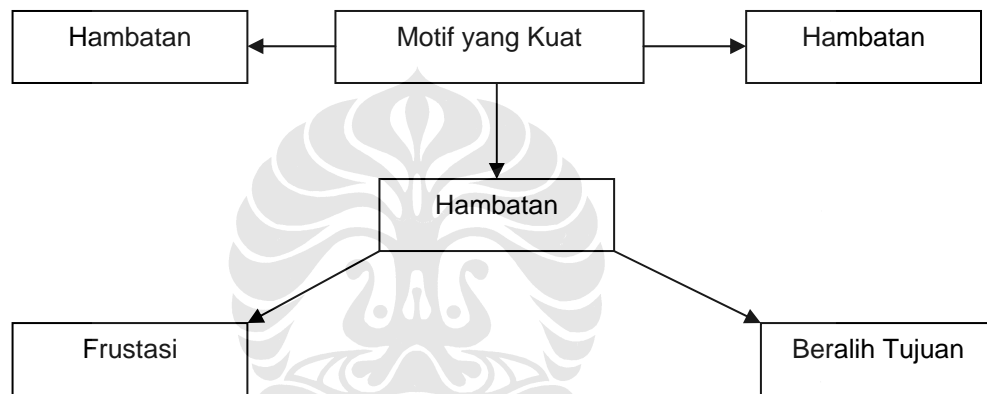 Hambatan
Motif yang Kuat
Hambatan
Hambatan
Frustasi
Beralih Tujuan